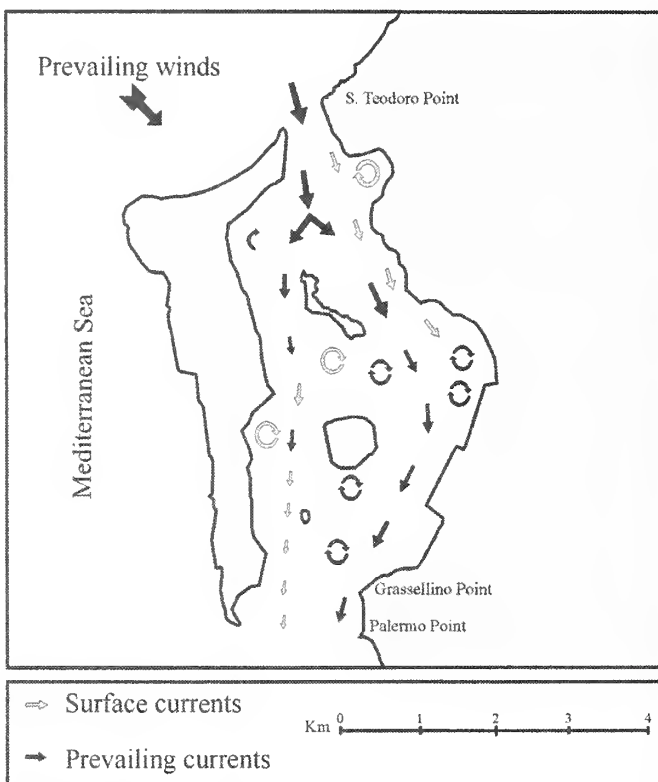 Prevailing winds
S. Teodoro Point
Mediterranean Sea
Grassellino Point
Palermo Point
Surface currents
Km 0 1 2 3 4
Prevailing currents